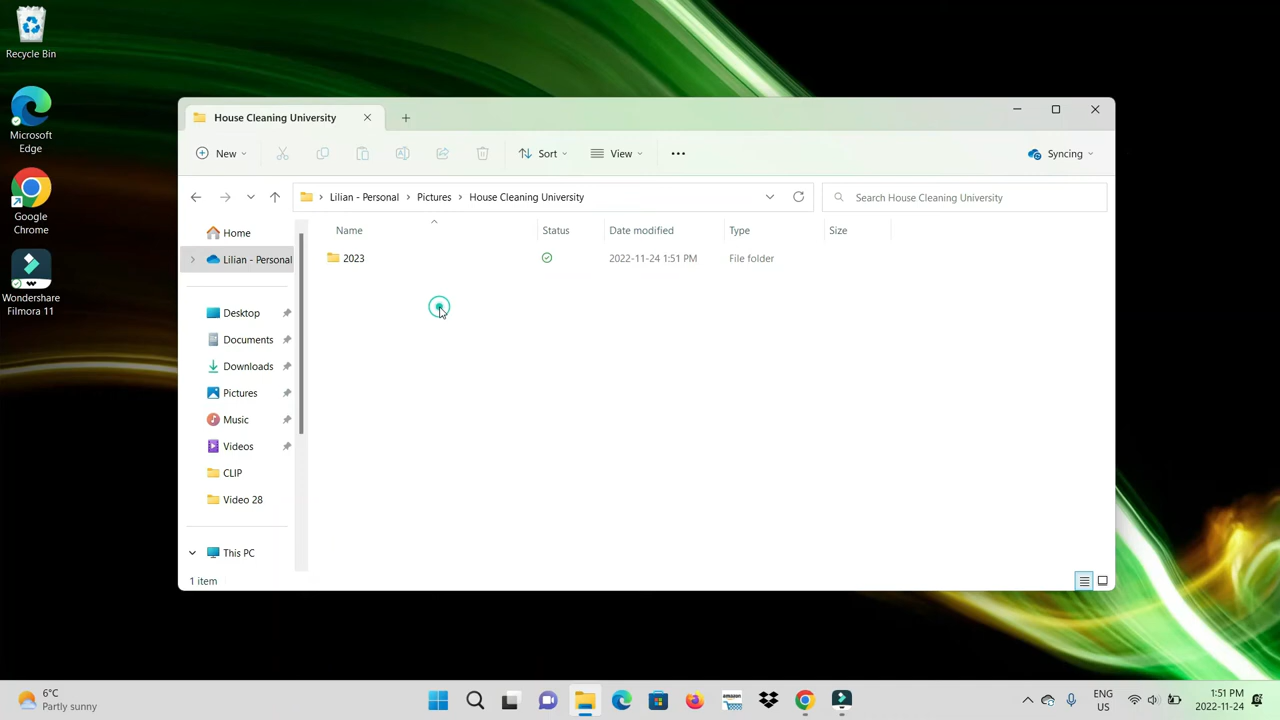 Recycle Bin
Microsoft
Edge
Google
Chrome
Wondershare
Filmora 11
House Cleaning University
New
Sort
View
Syncing
Lilian - Personal > Pictures > House Cleaning University
Search House Cleaning University
Home
Lilian - Personal
Desktop
Documents
Downloads
Pictures
Music
Videos
CLIP
Video 28
This PC
Name Status Date modified Type Size
2023 2022-11-24 1:51 PM File folder
1 item
6°C
Partly sunny
amazon
ENG
US
1:51 PM
2022-11-24